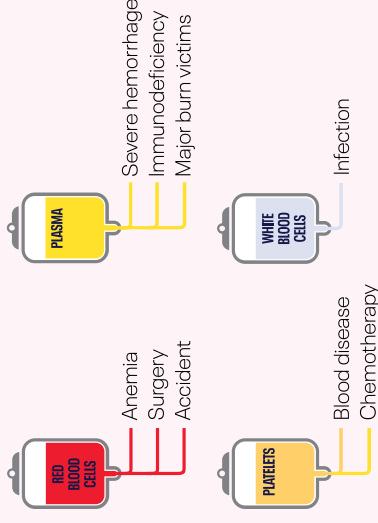 RED
BLOOD
CELLS
Anemia
Surgery
Accident
PLASMA
Severe hemorrhage
Immunodeficiency
Major burn victims
PLATELETS
Blood disease
Chemotherapy
WHITE
BLOOD
CELLS
Infection